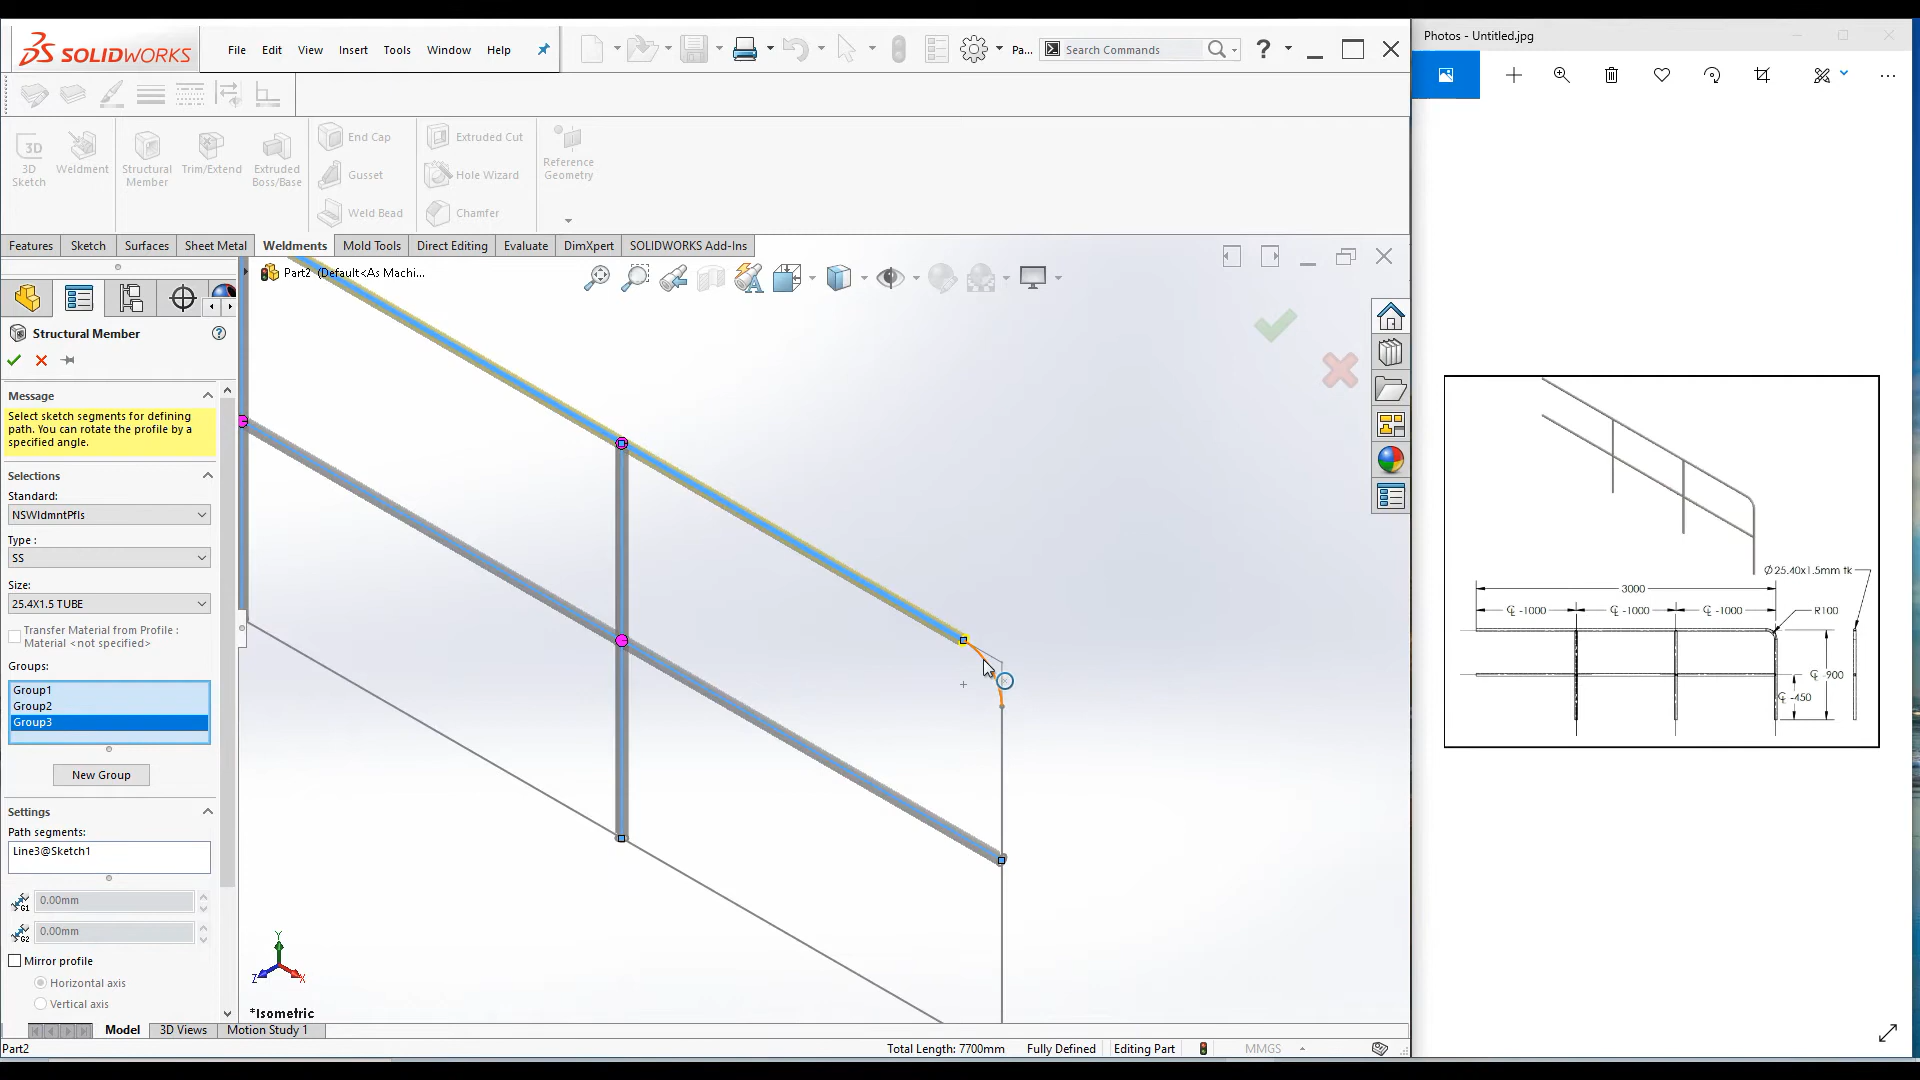 SOLIDWORKS
File Edit View Insert Tools Window Help
Pa...
Search Commands
Photos - Untitled.jpg
3D Sketch
Weldment
Structural Member
Trim/Extend
Extruded Boss/Base
End Cap
Gusset
Weld Bead
Extruded Cut
Hole Wizard
Chamfer
Reference Geometry
Features Sketch Surfaces Sheet Metal Weldments Mold Tools Direct Editing Evaluate DimXpert SOLIDWORKS Add-Ins
Part2 (Default<As Machi...
Structural Member
Message
Select sketch segments for defining
path. You can rotate the profile by a
specified angle.
Selections
Standard:
NSWldmntPfls
Type :
SS
Size:
25.4X1.5 TUBE
Transfer Material from Profile :
Material <not specified>
Groups:
Group1
Group2
Group3
New Group
Settings
Path segments:
Line3@Sketch1
G1 0.00mm
G2 0.00mm
Mirror profile
Horizontal axis
Vertical axis
Y
Z X
*Isometric
Model 3D Views Motion Study 1
Part2
Total Length: 7700mm Fully Defined Editing Part MMGS
Ø25.40x1.5mm tk
3000
℄ -1000 ℄ -1000 ℄ -1000 R100
℄ -900
℄ -450